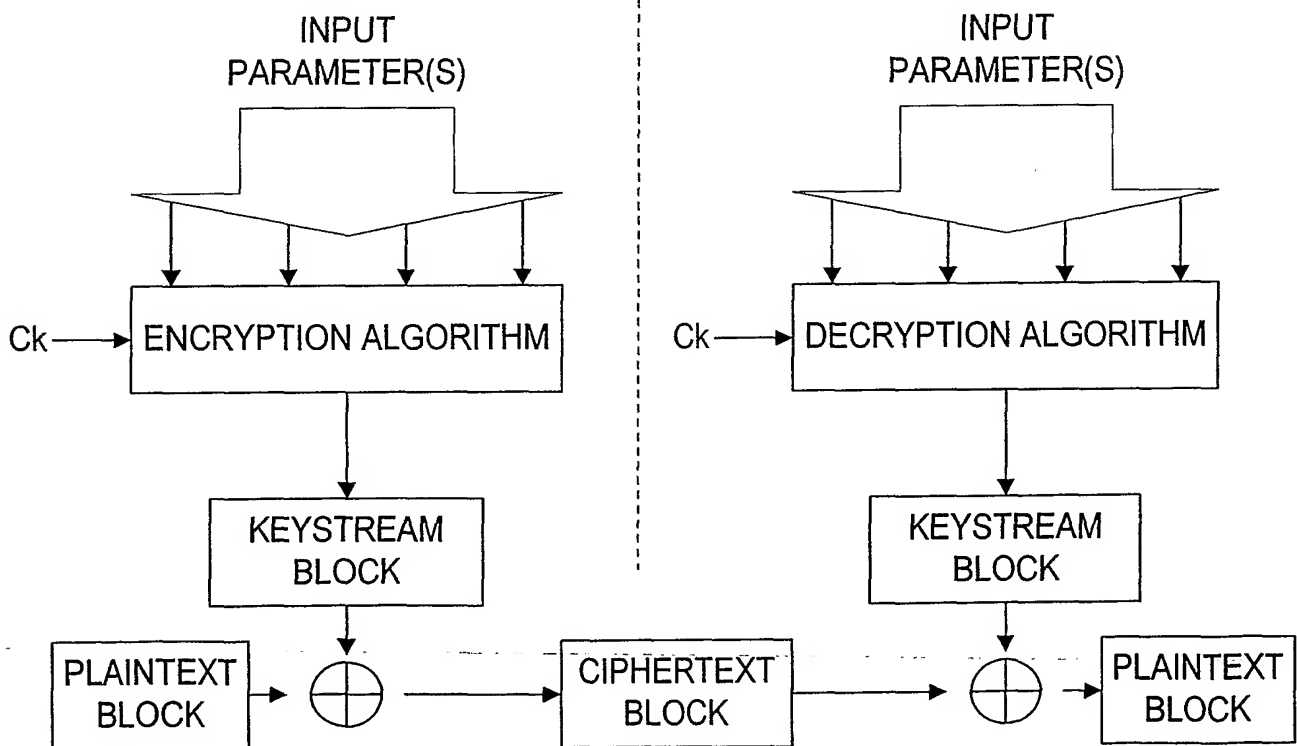 INPUT
PARAMETER(S)
INPUT
PARAMETER(S)
Ck
ENCRYPTION ALGORITHM
Ck
DECRYPTION ALGORITHM
KEYSTREAM
BLOCK
KEYSTREAM
BLOCK
PLAINTEXT
BLOCK
CIPHERTEXT
BLOCK
PLAINTEXT
BLOCK